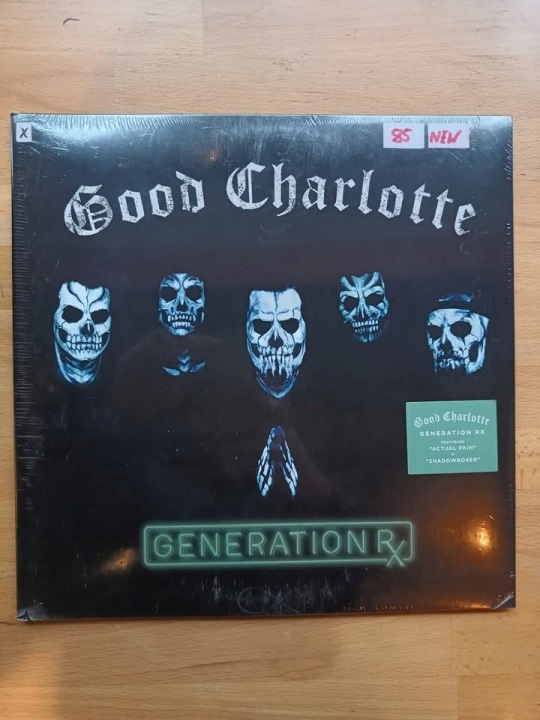 X
85 NEW
Good Charlotte
Good Charlotte
GENERATION RX
FEATURING
"ACTUAL PAIN"
+
"SHADOWBOXER"
GENERATION Rx